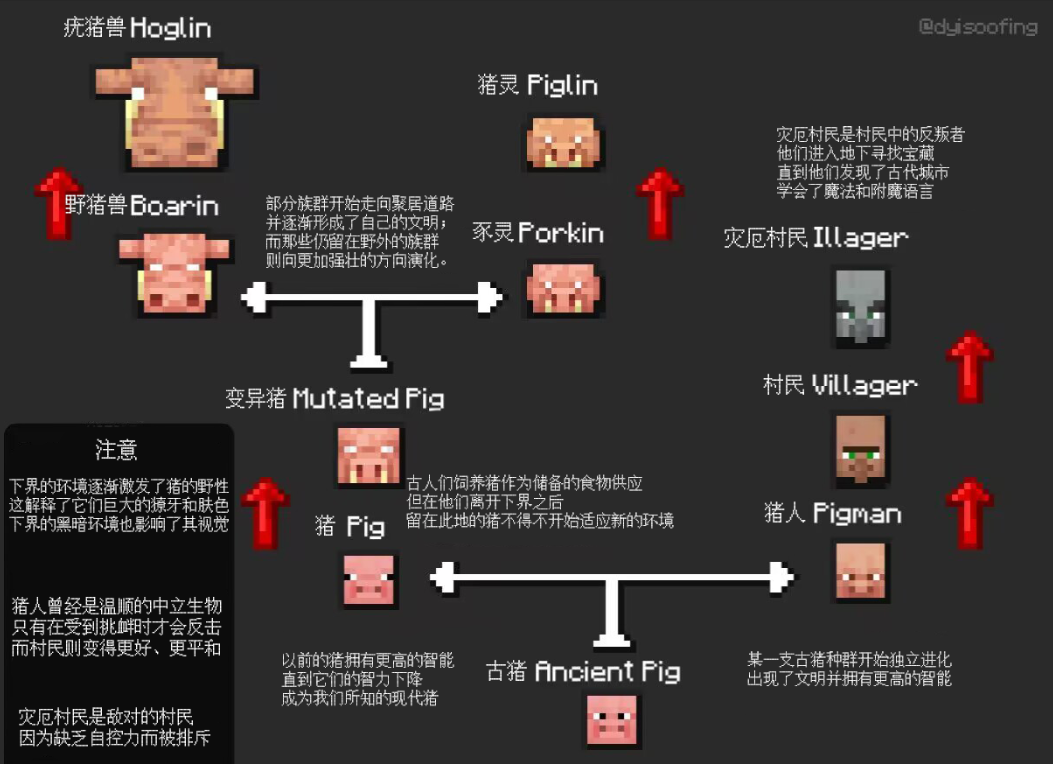 疣猪兽 Hoglin
@dyisoofing
猪灵 Piglin
灾厄村民是村民中的反叛者
他们进入地下寻找宝藏
直到他们发现了古代城市
学会了魔法和附魔语言
野猪兽 Boarin
部分族群开始走向聚居道路
并逐渐形成了自己的文明；
而那些仍留在野外的族群
则向更加强壮的方向演化。
豕灵 Porkin
灾厄村民 Illager
村民 Villager
变异猪 Mutated Pig
注意
下界的环境逐渐激发了猪的野性
这解释了它们巨大的獠牙和肤色
下界的黑暗环境也影响了其视觉
古人们饲养猪作为储备的食物供应
但在他们离开下界之后
留在此地的猪不得不开始适应新的环境
猪 Pig
猪人 Pigman
猪人曾经是温顺的中立生物
只有在受到挑衅时才会反击
而村民则变得更好、更平和
以前的猪拥有更高的智能
直到它们的智力下降
成为我们所知的现代猪
古猪 Ancient Pig
某一支古猪种群开始独立进化
出现了文明并拥有更高的智能
灾厄村民是敌对的村民
因为缺乏自控力而被排斥